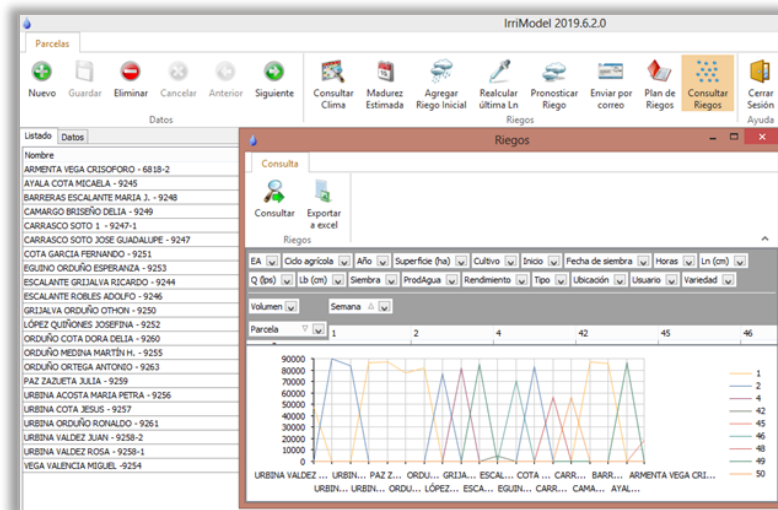 IrriModel 2019.6.2.0
Parcelas
Nuevo Guardar Eliminar Cancelar Anterior Siguiente Consultar Clima Madurez Estimada Agregar Riego Inicial Realcular última Ln Pronosticar Riego Enviar por correo Plan de Riegos Consultar Riegos Cerrar Sesión
Datos Riegos Ayuda
Listado Datos
Nombre
ARMENTA VEGA CRISOFORO - 6818-2
AYALA COTA MICAELA - 9245
BARRERAS ESCALANTE MARIA J. - 9248
CAMARGO BRISEÑO DELIA - 9249
CARRASCO SOTO 1 - 9247-1
CARRASCO SOTO JOSE GUADALUPE - 9247
COTA GARCIA FERNANDO - 9251
EGUINO ORDUÑO ESPERANZA - 9253
ESCALANTE GRIJALVA RICARDO - 9244
ESCALANTE ROBLES ADOLFO - 9246
GRIJALVA ORDUÑO OTHON - 9250
LÓPEZ QUIÑONES JOSEFINA - 9252
ORDUÑO COTA DORA DELIA - 9260
ORDUÑO MEDINA MARTÍN H. - 9255
ORDUÑO ORTEGA ANTONIO - 9263
PAZ ZAZUETA JULIA - 9259
URBINA ACOSTA MARIA PETRA - 9256
URBINA COTA JESUS - 9257
URBINA ORDUÑO RONALDO - 9261
URBINA VALDEZ JUAN - 9258-2
URBINA VALDEZ ROSA - 9258-1
VEGA VALENCIA MIGUEL -9254
Riegos
Consulta
Consultar Exportar a excel
Riegos
EA Ciclo agrícola Año Superficie (ha) Cultivo Inicio Fecha de siembra Horas Ln (cm)
Q (lps) Lb (cm) Siembra ProdAgua Rendimiento Tipo Ubicación Usuario Variedad
Volumen Semana
Parcela 1 2 4 42 45 46
90000
80000
70000
60000
50000
40000
30000
20000
10000
0
1
2
4
42
45
46
48
49
50
URBINA VALDEZ ... URBIN... PAZ Z... ORDU... GRIJA... ESCAL... COTA ... CARR... BARR... ARMENTA VEGA CRI...
URBIN... URBIN... ORDU... LÓPEZ... ESCA... EGUIN... CARR... CAMA... AYAL...